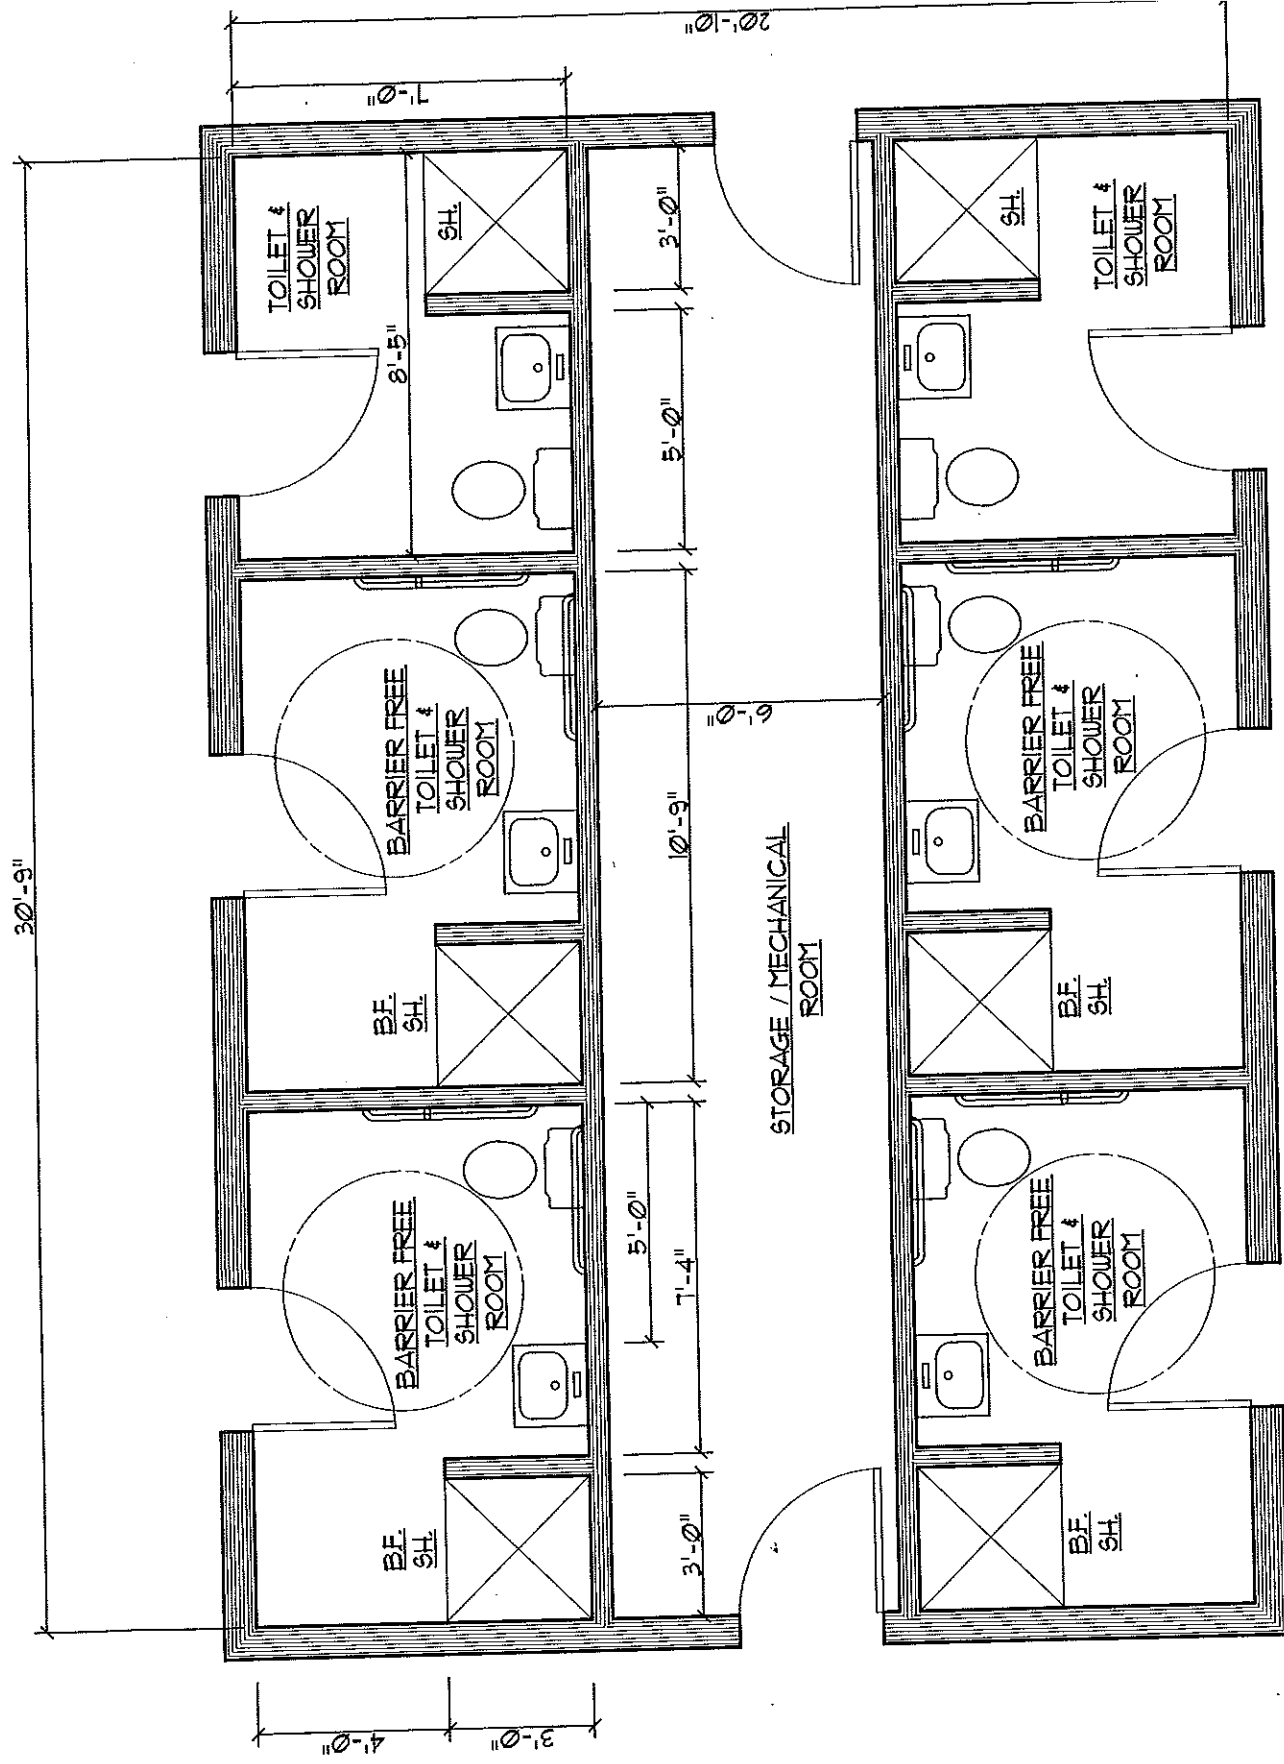 30'-9"
4'-0"
3'-0"
B.F.
SH.
BARRIER FREE
TOILET &
SHOWER
ROOM
B.F.
SH.
BARRIER FREE
TOILET &
SHOWER
ROOM
TOILET &
SHOWER
ROOM
8'-5"
SH.
7'-0"
20'-10"
3'-0"
7'-4"
5'-0"
10'-9"
5'-0"
3'-0"
6'-0"
STORAGE / MECHANICAL
ROOM
B.F.
SH.
BARRIER FREE
TOILET &
SHOWER
ROOM
B.F.
SH.
BARRIER FREE
TOILET &
SHOWER
ROOM
SH.
TOILET &
SHOWER
ROOM